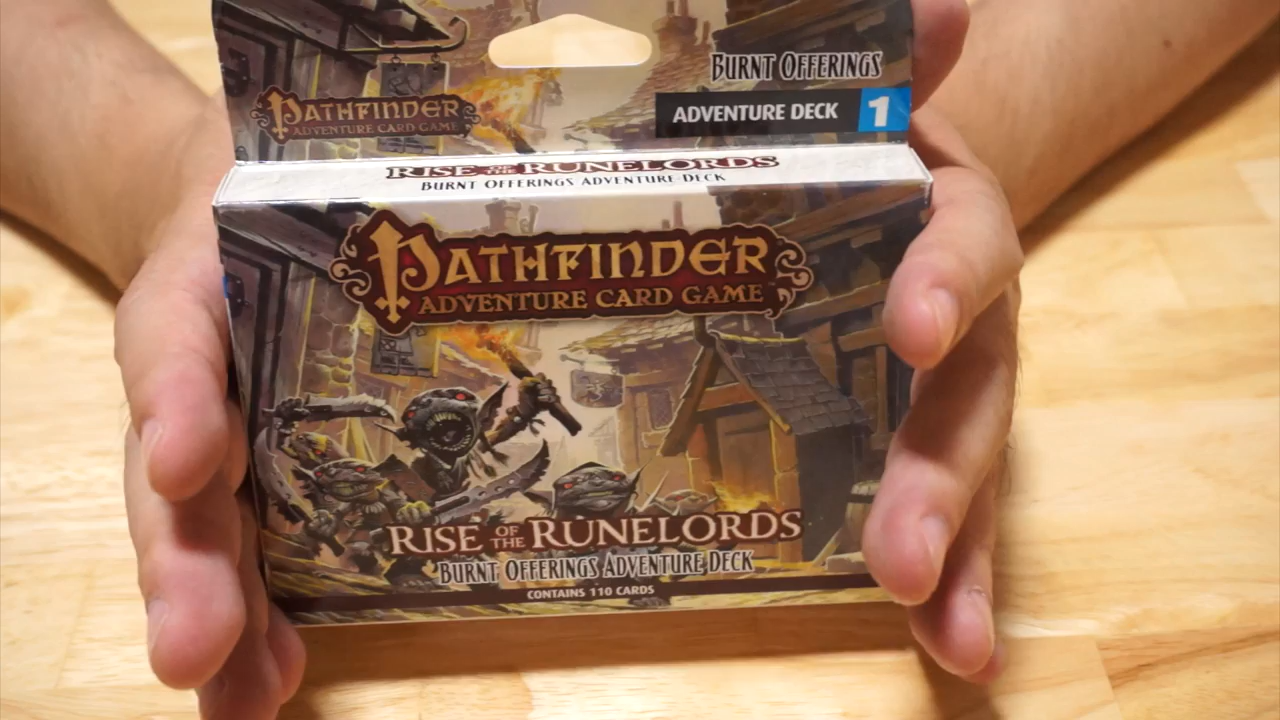 BURNT OFFERINGS
PATHFINDER
ADVENTURE CARD GAME
ADVENTURE DECK 1
RISE OF THE RUNELORDS
BURNT OFFERINGS ADVENTURE DECK
PATHFINDER™
ADVENTURE CARD GAME
RISE OF THE RUNELORDS
BURNT OFFERINGS ADVENTURE DECK
CONTAINS 110 CARDS